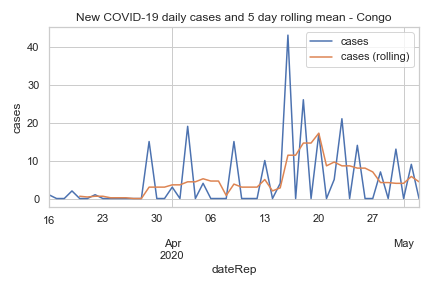 New COVID-19 daily cases and 5 day rolling mean - Congo
cases
cases (rolling)
cases
40
30
20
10
0
16 23 30 06 13 20 27
Apr May
2020
dateRep